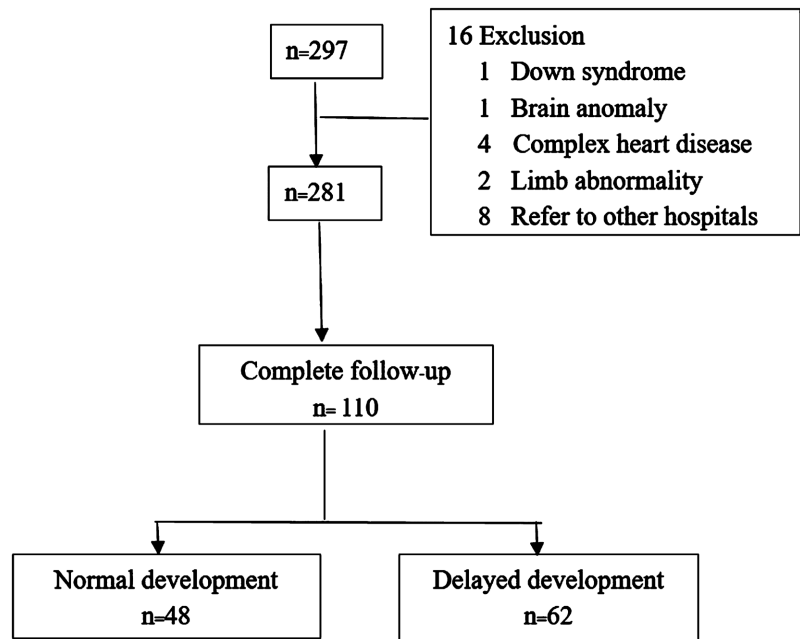 n=297
16 Exclusion
1 Down syndrome
1 Brain anomaly
4 Complex heart disease
2 Limb abnormality
8 Refer to other hospitals
n=281
Complete follow-up
n= 110
Normal development
n=48
Delayed development
n=62